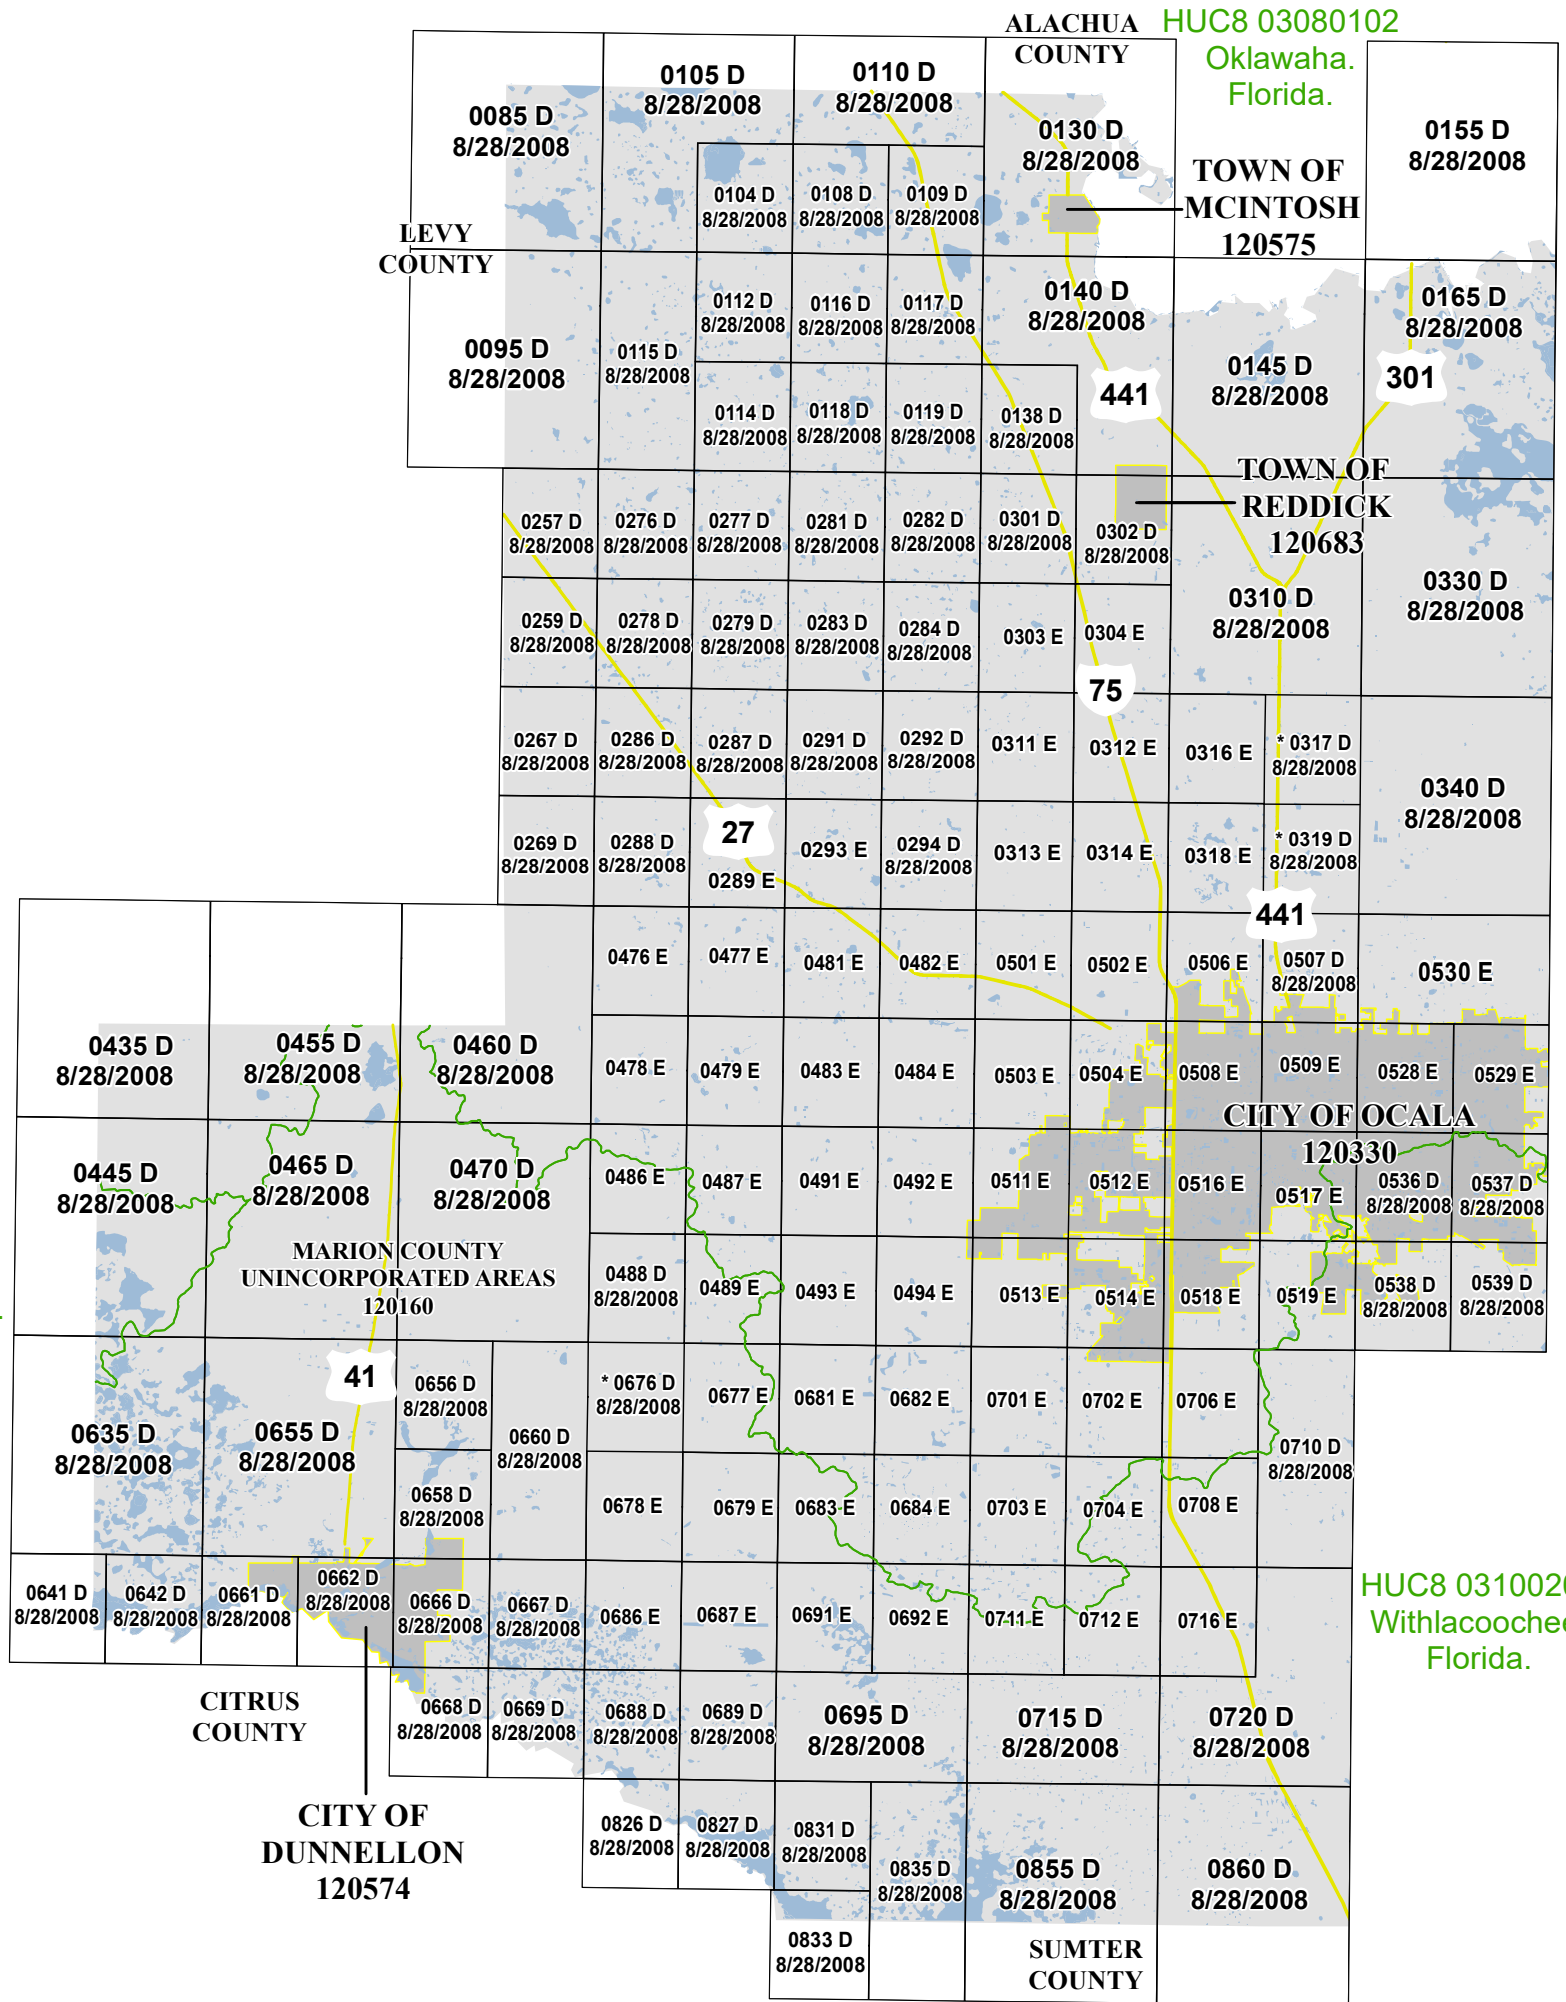 ALACHUA
COUNTY
HUC8 03080102
Oklawaha.
Florida.
0085 D
8/28/2008
0105 D
8/28/2008
0110 D
8/28/2008
0130 D
8/28/2008
0155 D
8/28/2008
TOWN OF
MCINTOSH
120575
0104 D
8/28/2008
0108 D
8/28/2008
0109 D
8/28/2008
LEVY
COUNTY
0095 D
8/28/2008
0115 D
8/28/2008
0112 D
8/28/2008
0116 D
8/28/2008
0117 D
8/28/2008
0140 D
8/28/2008
0145 D
8/28/2008
0165 D
8/28/2008
441
301
0114 D
8/28/2008
0118 D
8/28/2008
0119 D
8/28/2008
0138 D
8/28/2008
TOWN OF
REDDICK
120683
0257 D
8/28/2008
0276 D
8/28/2008
0277 D
8/28/2008
0281 D
8/28/2008
0282 D
8/28/2008
0301 D
8/28/2008
0302 D
8/28/2008
0310 D
8/28/2008
0330 D
8/28/2008
0259 D
8/28/2008
0278 D
8/28/2008
0279 D
8/28/2008
0283 D
8/28/2008
0284 D
8/28/2008
0303 E
0304 E
75
0267 D
8/28/2008
0286 D
8/28/2008
0287 D
8/28/2008
0291 D
8/28/2008
0292 D
8/28/2008
0311 E
0312 E
0316 E
* 0317 D
8/28/2008
0340 D
8/28/2008
0269 D
8/28/2008
0288 D
8/28/2008
27
0289 E
0293 E
0294 D
8/28/2008
0313 E
0314 E
0318 E
* 0319 D
8/28/2008
441
0476 E
0477 E
0481 E
0482 E
0501 E
0502 E
0506 E
0507 D
8/28/2008
0530 E
0435 D
8/28/2008
0455 D
8/28/2008
0460 D
8/28/2008
0478 E
0479 E
0483 E
0484 E
0503 E
0504 E
0508 E
0509 E
0528 E
0529 E
CITY OF OCALA
120330
0445 D
8/28/2008
0465 D
8/28/2008
0470 D
8/28/2008
0486 E
0487 E
0491 E
0492 E
0511 E
0512 E
0516 E
0517 E
0536 D
8/28/2008
0537 D
8/28/2008
MARION COUNTY
UNINCORPORATED AREAS
120160
0488 D
8/28/2008
0489 E
0493 E
0494 E
0513 E
0514 E
0518 E
0519 E
0538 D
8/28/2008
0539 D
8/28/2008
41
0635 D
8/28/2008
0655 D
8/28/2008
0656 D
8/28/2008
0660 D
8/28/2008
* 0676 D
8/28/2008
0677 E
0681 E
0682 E
0701 E
0702 E
0706 E
0710 D
8/28/2008
0658 D
8/28/2008
0678 E
0679 E
0683 E
0684 E
0703 E
0704 E
0708 E
0641 D
8/28/2008
0642 D
8/28/2008
0661 D
8/28/2008
0662 D
8/28/2008
0666 D
8/28/2008
0667 D
8/28/2008
0686 E
0687 E
0691 E
0692 E
0711 E
0712 E
0716 E
HUC8 0310020
Withlacoochee
Florida.
CITRUS
COUNTY
0668 D
8/28/2008
0669 D
8/28/2008
0688 D
8/28/2008
0689 D
8/28/2008
0695 D
8/28/2008
0715 D
8/28/2008
0720 D
8/28/2008
CITY OF
DUNNELLON
120574
0826 D
8/28/2008
0827 D
8/28/2008
0831 D
8/28/2008
0835 D
8/28/2008
0855 D
8/28/2008
0860 D
8/28/2008
0833 D
8/28/2008
SUMTER
COUNTY